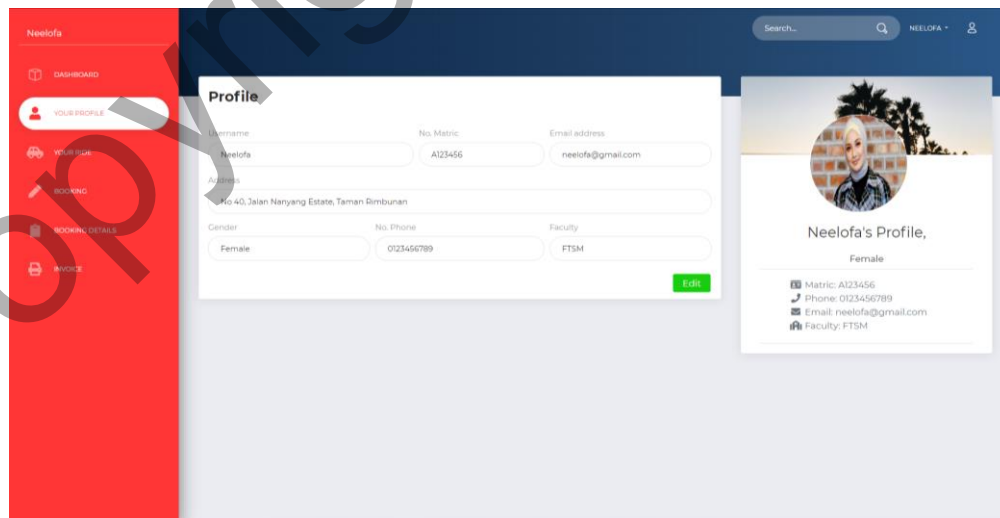 Neelofa
Search...
NEELOFA
DASHBOARD
YOUR PROFILE
YOUR RIDE
BOOKING
BOOKING DETAILS
INVOICE
Profile
Username No. Matric Email address
Neelofa A123456 neelofa@gmail.com
Address
No 40, Jalan Nanyang Estate, Taman Rimbunan
Gender No. Phone Faculty
Female 0123456789 FTSM
Edit
Neelofa's Profile,
Female
Matric: A123456
Phone: 0123456789
Email: neelofa@gmail.com
Faculty: FTSM